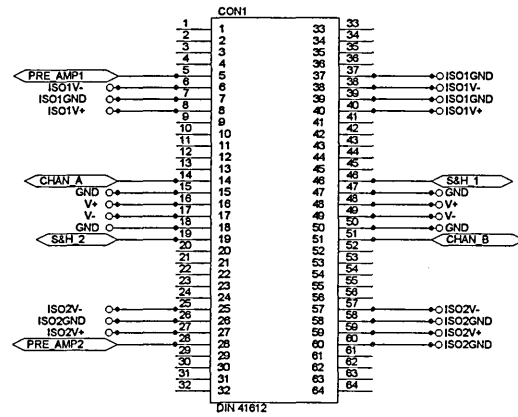 CON1
1 1 33 33
2 2 34 34
3 3 35 35
4 4 36 36
PRE_AMP1 5 5 37 37 ISO1GND
ISO1V- 6 6 38 38 ISO1V-
ISO1GND 7 7 39 39 ISO1GND
ISO1V+ 8 8 40 40 ISO1V+
9 9 41 41
10 10 42 42
11 11 43 43
12 12 44 44
13 13 45 45
CHAN_A 14 14 46 46 S&H_1
GND 15 15 47 47 GND
V+ 16 16 48 48 V+
V- 17 17 49 49 V-
GND 18 18 50 50 GND
S&H_2 19 19 51 51 CHAN_B
20 20 52 52
21 21 53 53
22 22 54 54
23 23 55 55
24 24 56 56
ISO2V- 25 25 57 57 ISO2V-
ISO2GND 26 26 58 58 ISO2GND
ISO2V+ 27 27 59 59 ISO2V+
PRE_AMP2 28 28 60 60 ISO2GND
29 29 61 61
30 30 62 62
31 31 63 63
32 32 64 64
DIN 41612